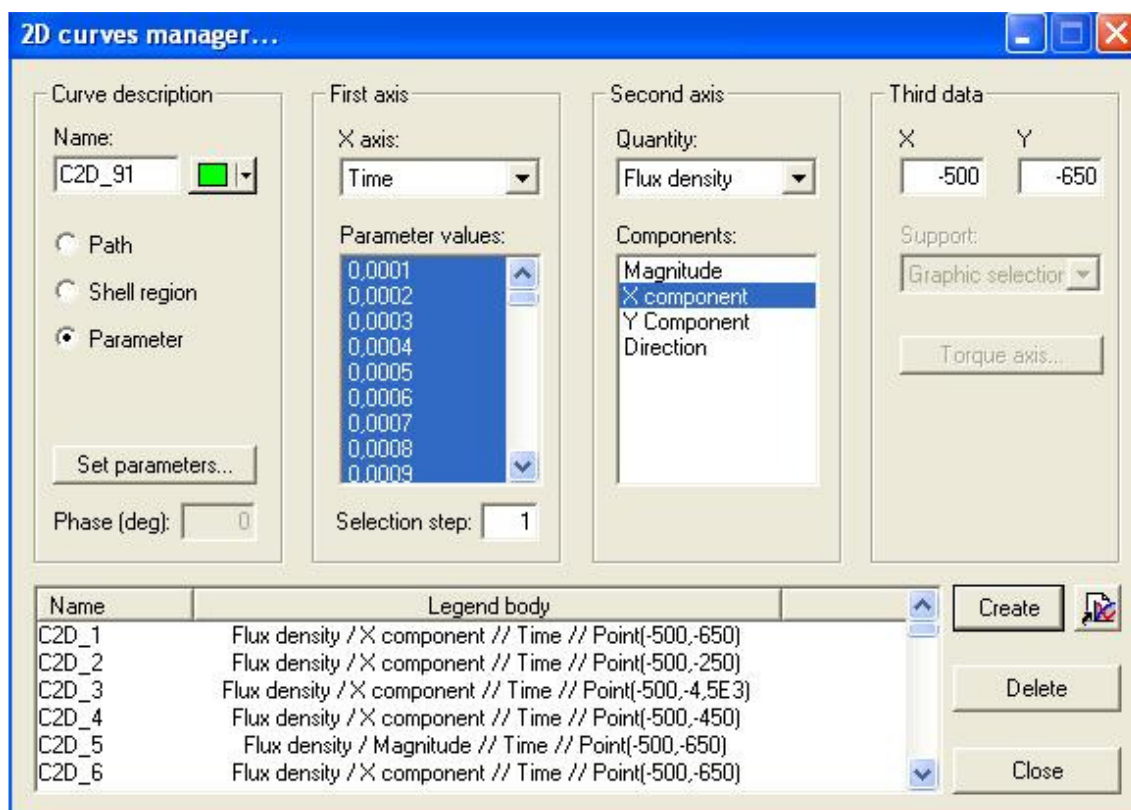 2D curves manager...
Curve description
Name:
C2D_91
Path
Shell region
Parameter
Set parameters...
Phase (deg): 0
First axis
X axis:
Time
Parameter values:
0,0001
0,0002
0,0003
0,0004
0,0005
0,0006
0,0007
0,0008
0,0009
Selection step: 1
Second axis
Quantity:
Flux density
Components:
Magnitude
X component
Y Component
Direction
Third data
X Y
-500 -650
Support:
Graphic selection
Torque axis...
Name Legend body
C2D_1 Flux density / X component // Time // Point(-500,-650)
C2D_2 Flux density / X component // Time // Point(-500,-250)
C2D_3 Flux density / X component // Time // Point(-500,-4,5E3)
C2D_4 Flux density / X component // Time // Point(-500,-450)
C2D_5 Flux density / Magnitude // Time // Point(-500,-650)
C2D_6 Flux density / X component // Time // Point(-500,-650)
Create
Delete
Close